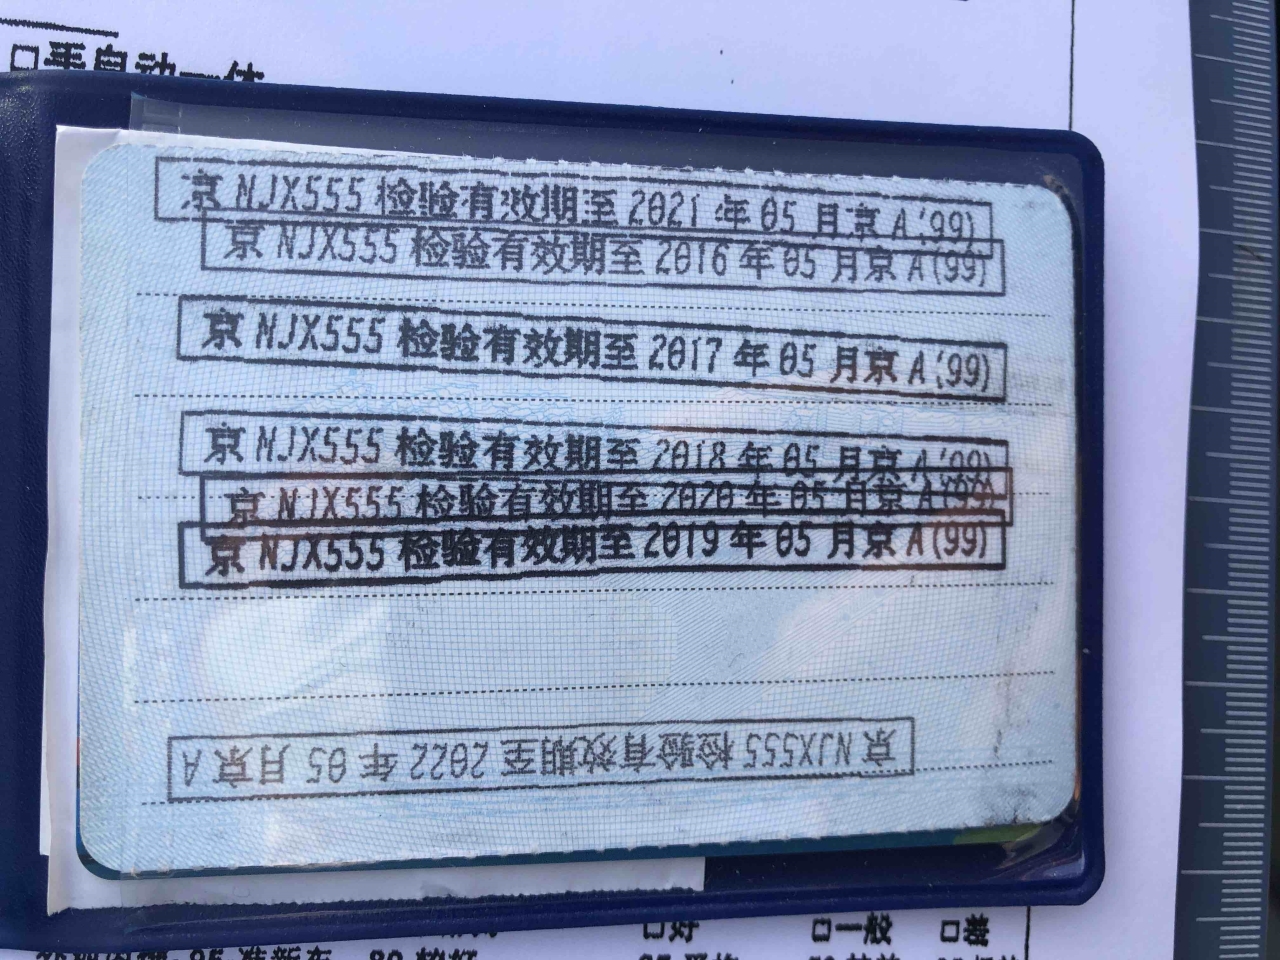 □手自动一体
京 NJX555 检验有效期至 2021 年 05 月京 A(99)
京 NJX555 检验有效期至 2016 年 05 月京 A(99)
京 NJX555 检验有效期至 2017 年 05 月京 A(99)
京 NJX555 检验有效期至 2018 年 05 月京 A(99)
京 NJX555 检验有效期至 2020 年 05 月京 A(99)
京 NJX555 检验有效期至 2019 年 05 月京 A(99)
京 NJX555 检验有效期至 2022 年 05 月京 A
□好 □一般 □差